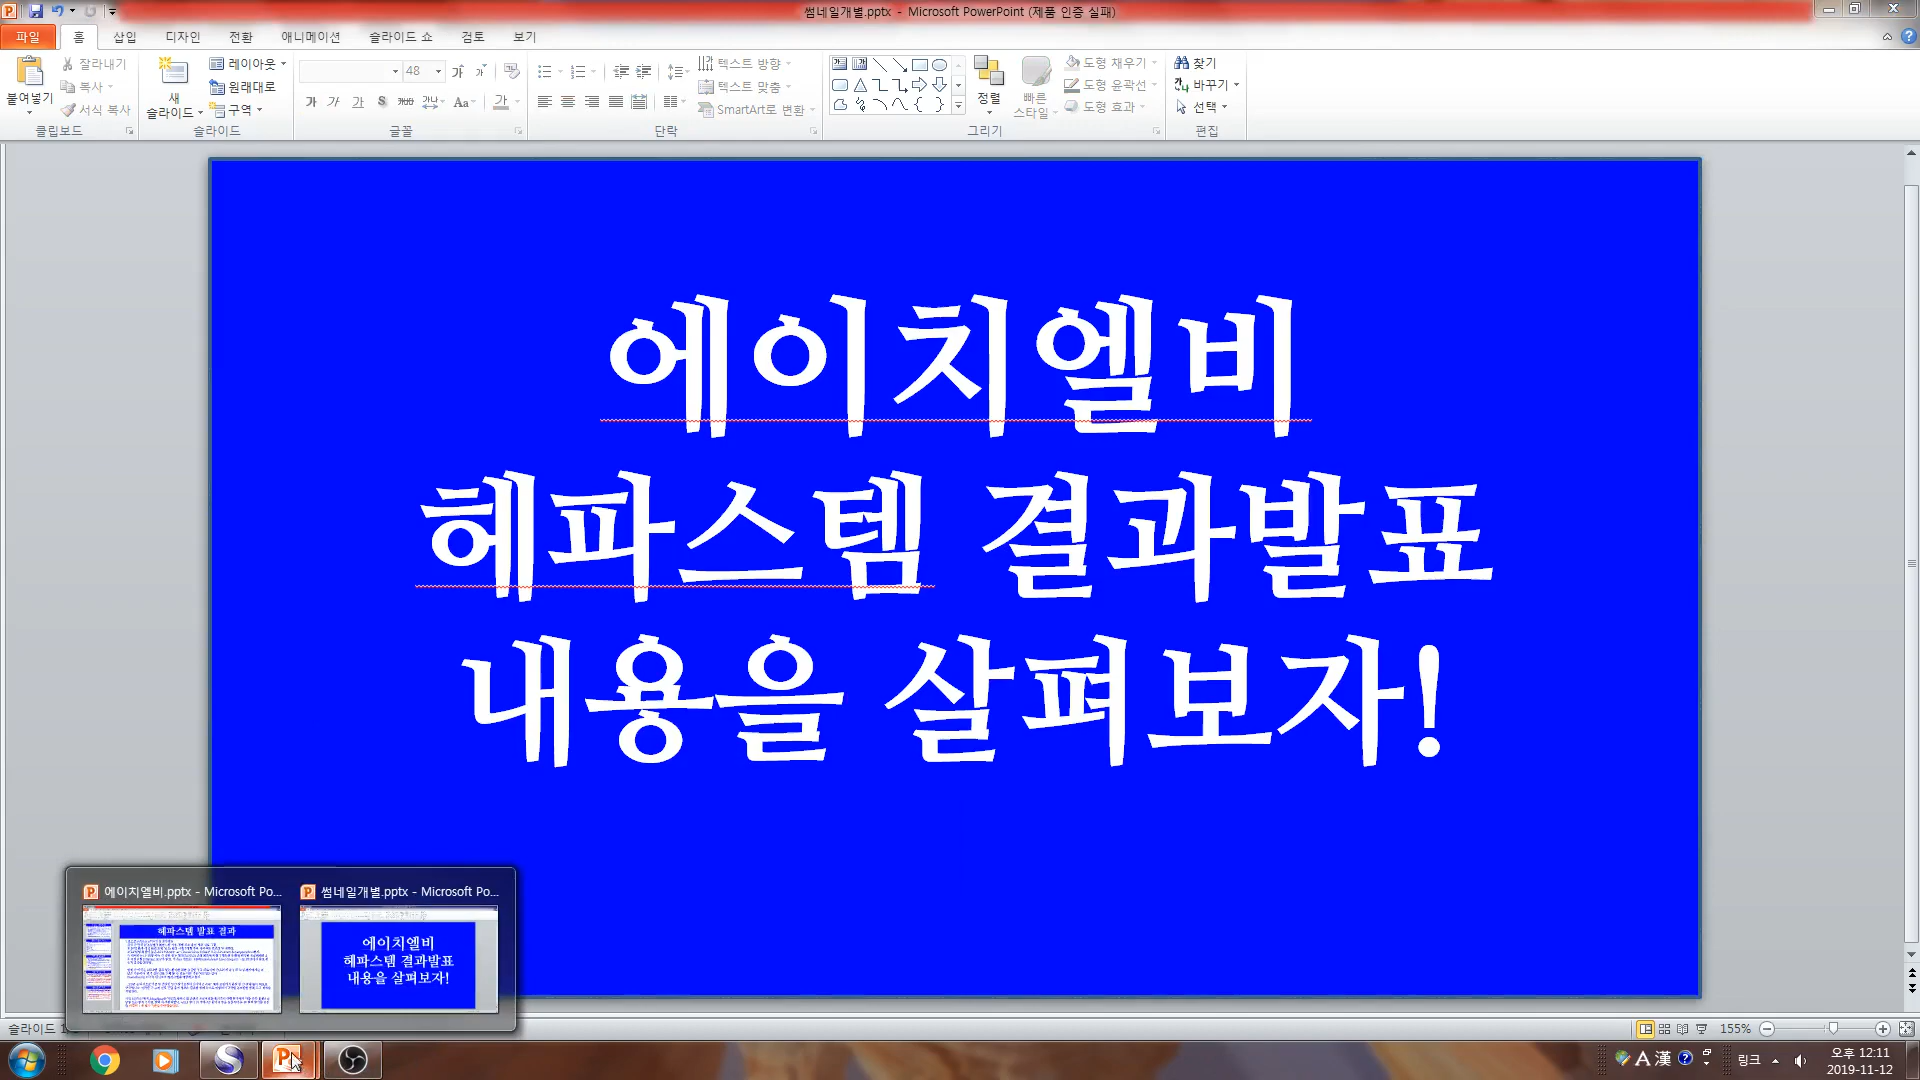 썸네일개별.pptx - Microsoft PowerPoint (제품 인증 실패)
파일 홈 삽입 디자인 전환 애니메이션 슬라이드 쇼 검토 보기
붙여넣기
잘라내기
복사
서식 복사
클립보드
새 슬라이드
레이아웃
원래대로
구역
슬라이드
48
글꼴
텍스트 방향
텍스트 맞춤
SmartArt로 변환
단락
정렬
빠른 스타일
도형 채우기
도형 윤곽선
도형 효과
그리기
찾기
바꾸기
선택
편집
에이치엘비
헤파스템 결과발표
내용을 살펴보자!
에이치엘비.pptx - Microsoft Po...
썸네일개별.pptx - Microsoft Po...
헤파스템 발표 결과
에이치엘비
헤파스템 결과발표
내용을 살펴보자!
슬라이드
155%
A 漢
링크
오후 12:11
2019-11-12